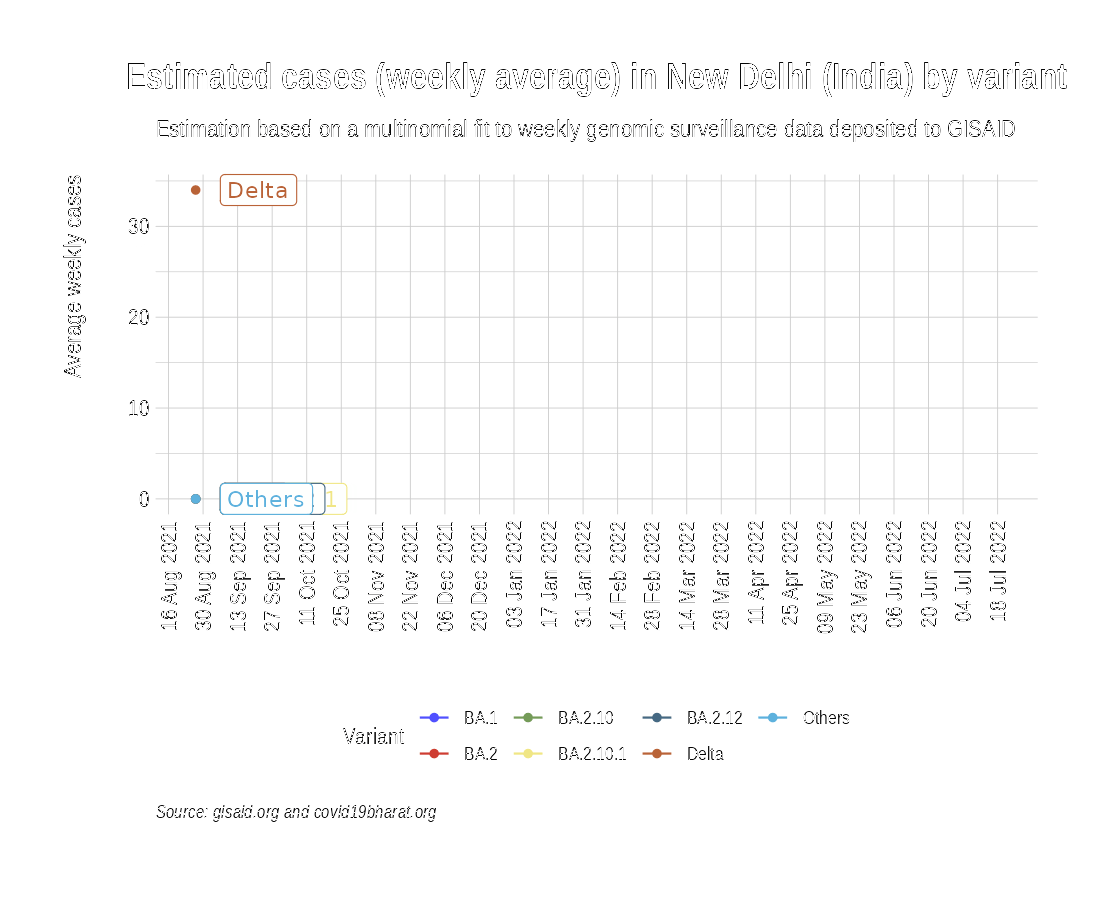 Estimated cases (weekly average) in New Delhi (India) by variant
Estimation based on a multinomial fit to weekly genomic surveillance data deposited to GISAID
Average weekly cases
30
20
10
0
Delta
Others
1
16 Aug 2021
30 Aug 2021
13 Sep 2021
27 Sep 2021
11 Oct 2021
25 Oct 2021
08 Nov 2021
22 Nov 2021
06 Dec 2021
20 Dec 2021
03 Jan 2022
17 Jan 2022
31 Jan 2022
14 Feb 2022
28 Feb 2022
14 Mar 2022
28 Mar 2022
11 Apr 2022
25 Apr 2022
09 May 2022
23 May 2022
06 Jun 2022
20 Jun 2022
04 Jul 2022
18 Jul 2022
Variant
BA.1
BA.2.10
BA.2.12
Others
BA.2
BA.2.10.1
Delta
Source: gisaid.org and covid19bharat.org